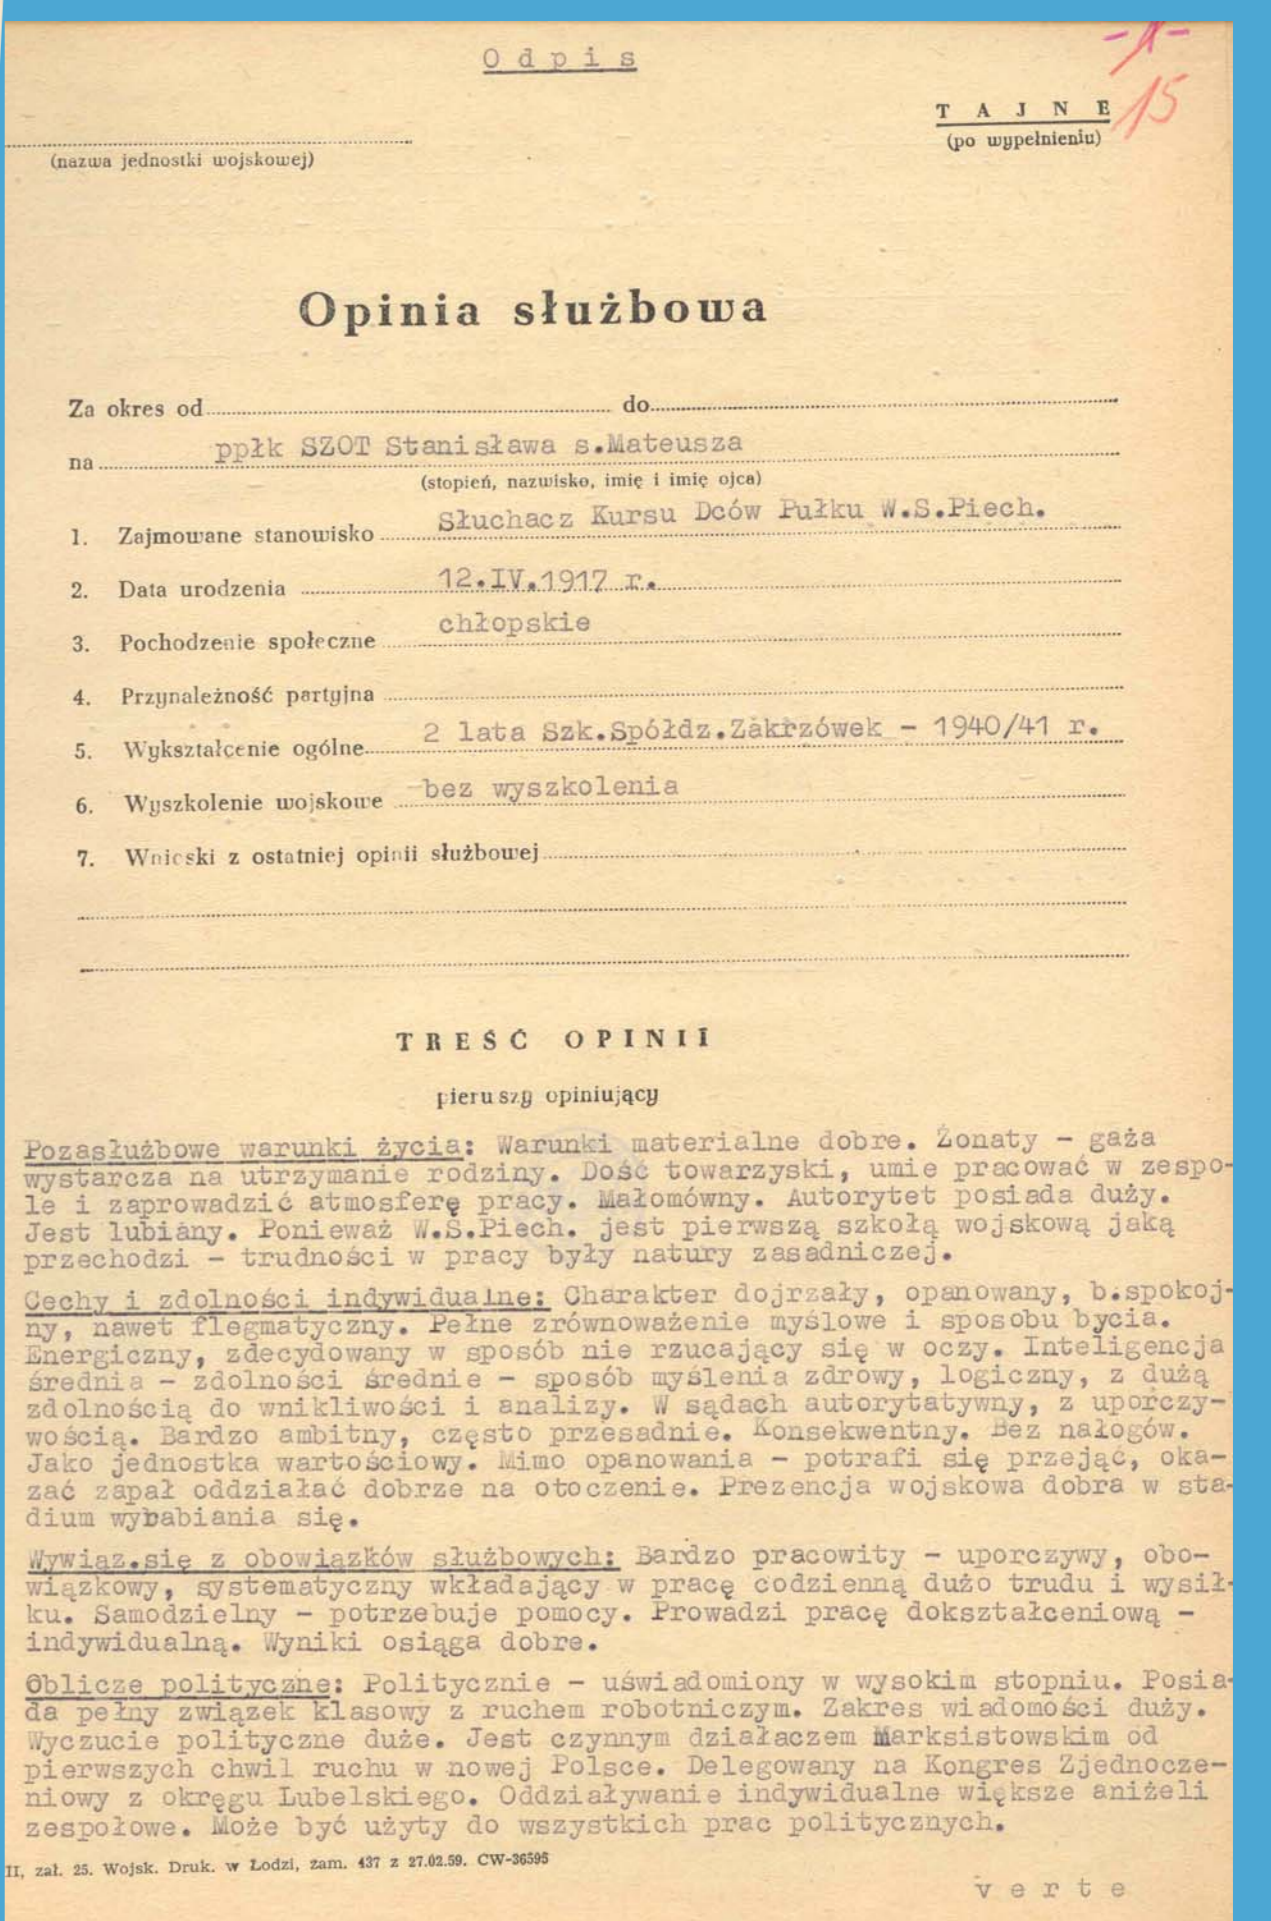 Odpis
-1-
15
TAJNE
(po wypełnieniu)
(nazwa jednostki wojskowej)
Opinia służbowa
Za okres od do
na ppłk SZOT Stanisława s.Mateusza
(stopień, nazwisko, imię i imię ojca)
1. Zajmowane stanowisko Słuchacz Kursu Dców Pułku W.S.Piech.
2. Data urodzenia 12.IV.1917 r.
3. Pochodzenie społeczne chłopskie
4. Przynależność partyjna
5. Wykształcenie ogólne 2 lata Szk.Spółdz.Zakrzówek - 1940/41 r.
6. Wyszkolenie wojskowe bez wyszkolenia
7. Wnioski z ostatniej opinii służbowej
TREŚĆ OPINII
pierwszy opiniujący
Pozasłużbowe warunki życia: Warunki materialne dobre. Żonaty - gaża
wystarcza na utrzymanie rodziny. Dość towarzyski, umie pracować w zespo-
le i zaprowadzić atmosferę pracy. Małomówny. Autorytet posiada duży.
Jest lubiany. Ponieważ W.S.Piech. jest pierwszą szkołą wojskową jaką
przechodzi - trudności w pracy były natury zasadniczej.
Cechy i zdolności indywidualne: Charakter dojrzały, opanowany, b.spokoj-
ny, nawet flegmatyczny. Pełne zrównoważenie myślowe i sposobu bycia.
Energiczny, zdecydowany w sposób nie rzucający się w oczy. Inteligencja
średnia - zdolności średnie - sposób myślenia zdrowy, logiczny, z dużą
zdolnością do wnikliwości i analizy. W sądach autorytatywny, z uporczy-
wością. Bardzo ambitny, często przesadnie. Konsekwentny. Bez nałogów.
Jako jednostka wartościowy. Mimo opanowania - potrafi się przejąć, oka-
zać zapał oddziałać dobrze na otoczenie. Prezencja wojskowa dobra w sta-
dium wyrabiania się.
Wywiąz.się z obowiązków służbowych: Bardzo pracowity - uporczywy, obo-
wiązkowy, systematyczny wkładający w pracę codzienną dużo trudu i wysił-
ku. Samodzielny - potrzebuje pomocy. Prowadzi pracę dokształceniową -
indywidualną. Wyniki osiąga dobre.
Oblicze polityczne: Politycznie - uświadomiony w wysokim stopniu. Posia-
da pełny związek klasowy z ruchem robotniczym. Zakres wiadomości duży.
Wyczucie polityczne duże. Jest czynnym działaczem Marksistowskim od
pierwszych chwil ruchu w nowej Polsce. Delegowany na Kongres Zjednocze-
niowy z okręgu Lubelskiego. Oddziaływanie indywidualne większe aniżeli
zespołowe. Może być użyty do wszystkich prac politycznych.
II, zał. 25. Wojsk. Druk. w Łodzi, zam. 437 z 27.02.59. CW-36595
verte